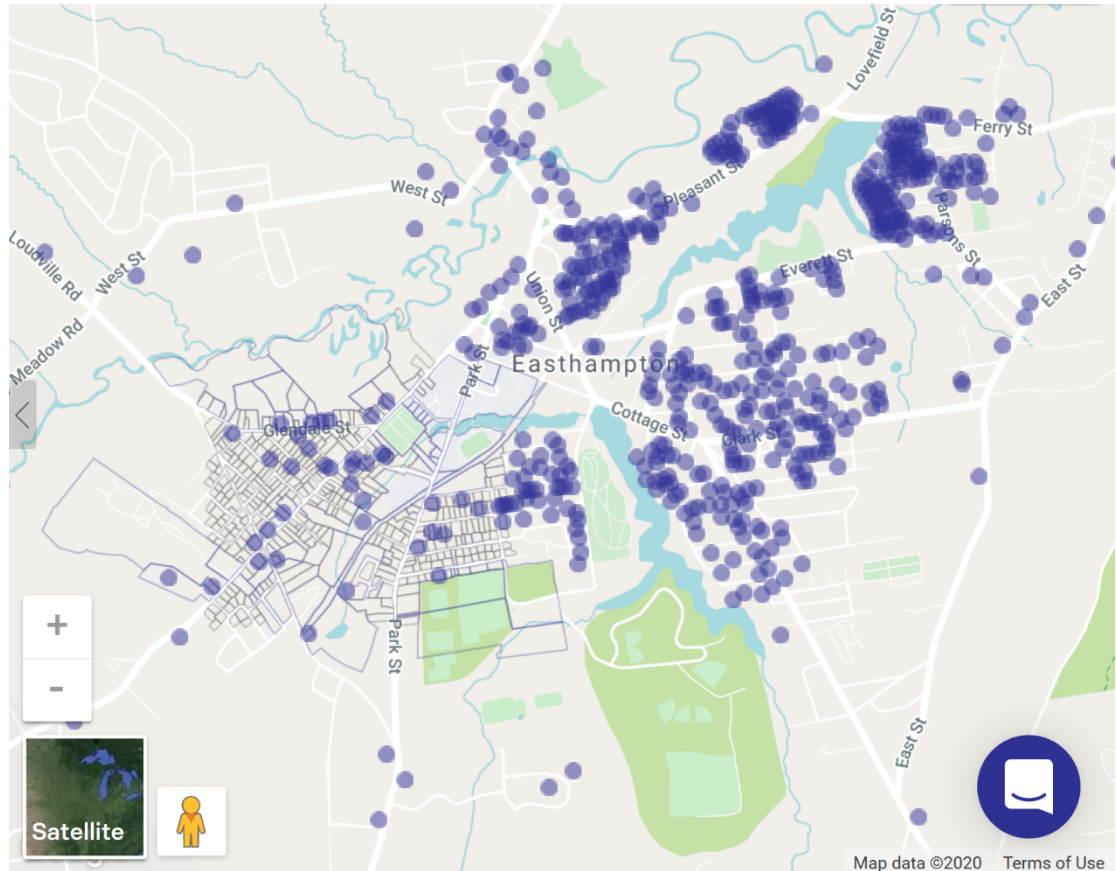 Lovefield St
Ferry St
West St
Pleasant St
Parsons St
Loudville Rd
West St
Everett St
East St
Union St
Meadow Rd
Park St
Easthampton
Glendale St
Cottage St
Clark St
+
-
Park St
East St
Satellite
Map data ©2020
Terms of Use